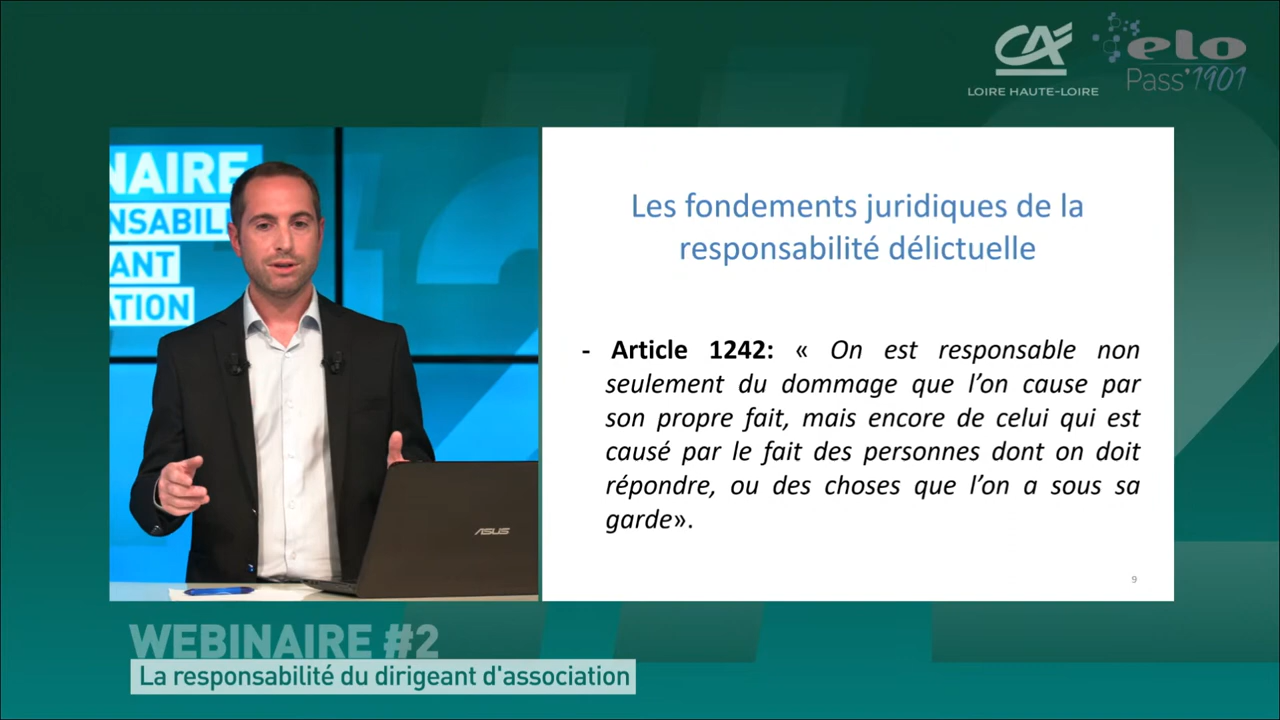 CA
LOIRE HAUTE-LOIRE
elo
Pass'1901
NAIRE
NSABILI
ANT
ATION
ASUS
Les fondements juridiques de la
responsabilité délictuelle
- Article 1242: « On est responsable non
seulement du dommage que l’on cause par
son propre fait, mais encore de celui qui est
causé par le fait des personnes dont on doit
répondre, ou des choses que l’on a sous sa
garde».
9
WEBINAIRE #2
La responsabilité du dirigeant d'association